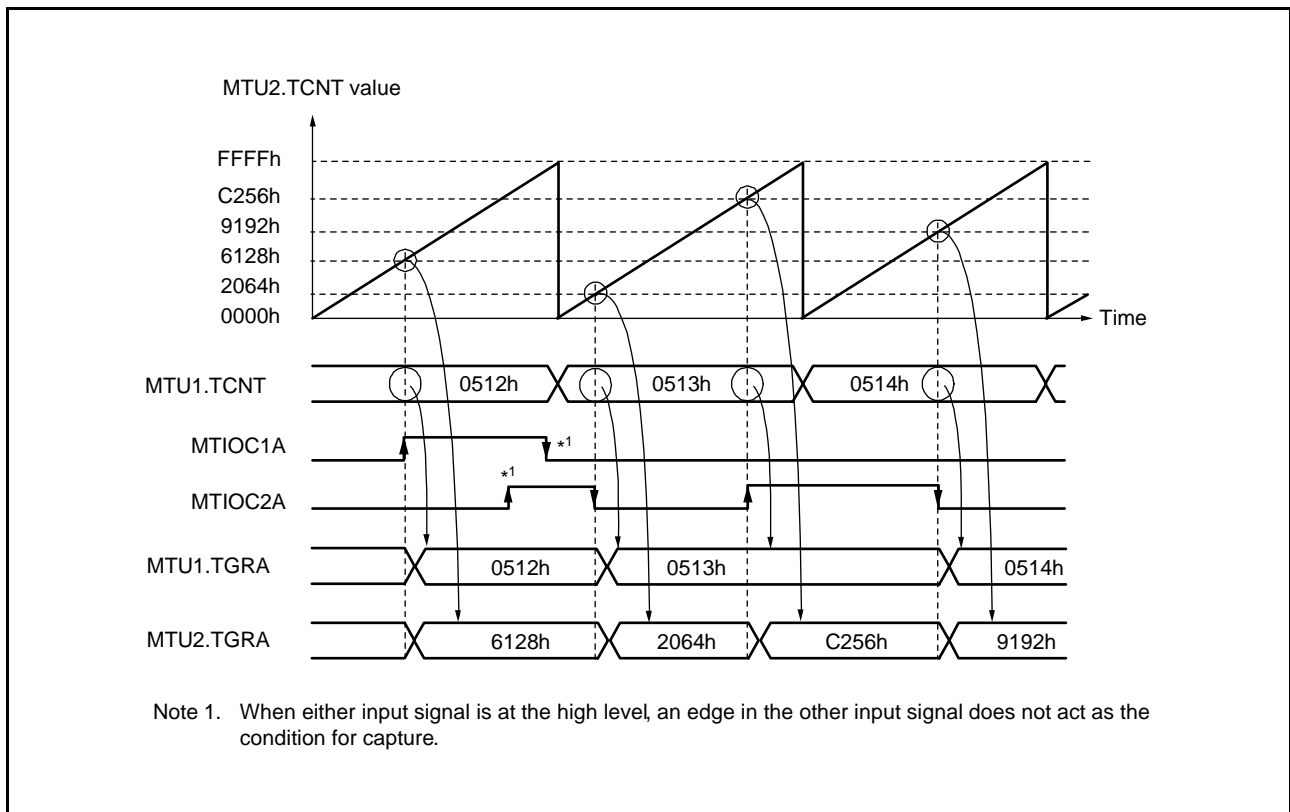 MTU2.TCNT value
FFFFh
C256h
9192h
6128h
2064h
0000h
Time
MTU1.TCNT 0512h 0513h 0514h
MTIOC1A *1
*1
MTIOC2A
MTU1.TGRA 0512h 0513h 0514h
MTU2.TGRA 6128h 2064h C256h 9192h
Note 1. When either input signal is at the high level, an edge in the other input signal does not act as the
condition for capture.